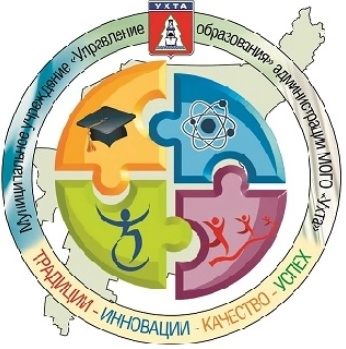 УХТА
Муниципальное учреждение «Управление образования» администрации МОГО «Ухта»
ТРАДИЦИИ - ИННОВАЦИИ - КАЧЕСТВО - УСПЕХ